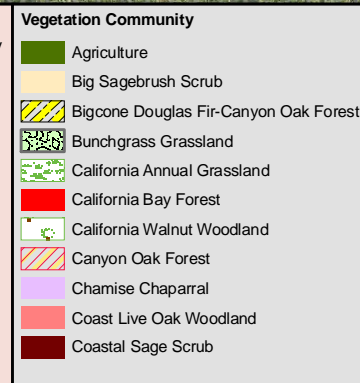 Vegetation Community
Agriculture
Big Sagebrush Scrub
Bigcone Douglas Fir-Canyon Oak Forest
Bunchgrass Grassland
California Annual Grassland
California Bay Forest
California Walnut Woodland
Canyon Oak Forest
Chamise Chaparral
Coast Live Oak Woodland
Coastal Sage Scrub